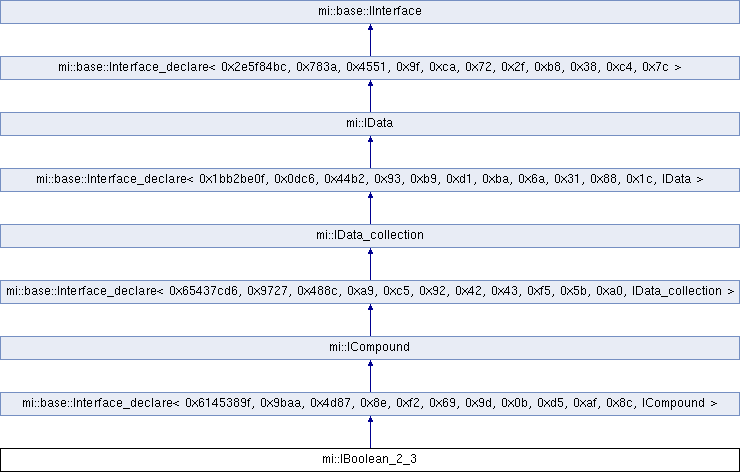 mi::base::IInterface
mi::base::Interface_declare< 0x2e5f84bc, 0x783a, 0x4551, 0x9f, 0xca, 0x72, 0x2f, 0xb8, 0x38, 0xc4, 0x7c >
mi::IData
mi::base::Interface_declare< 0x1bb2be0f, 0x0dc6, 0x44b2, 0x93, 0xb9, 0xd1, 0xba, 0x6a, 0x31, 0x88, 0x1c, IData >
mi::IData_collection
mi::base::Interface_declare< 0x65437cd6, 0x9727, 0x488c, 0xa9, 0xc5, 0x92, 0x42, 0x43, 0xf5, 0x5b, 0xa0, IData_collection >
mi::ICompound
mi::base::Interface_declare< 0x6145389f, 0x9baa, 0x4d87, 0x8e, 0xf2, 0x69, 0x9d, 0x0b, 0xd5, 0xaf, 0x8c, ICompound >
mi::IBoolean_2_3